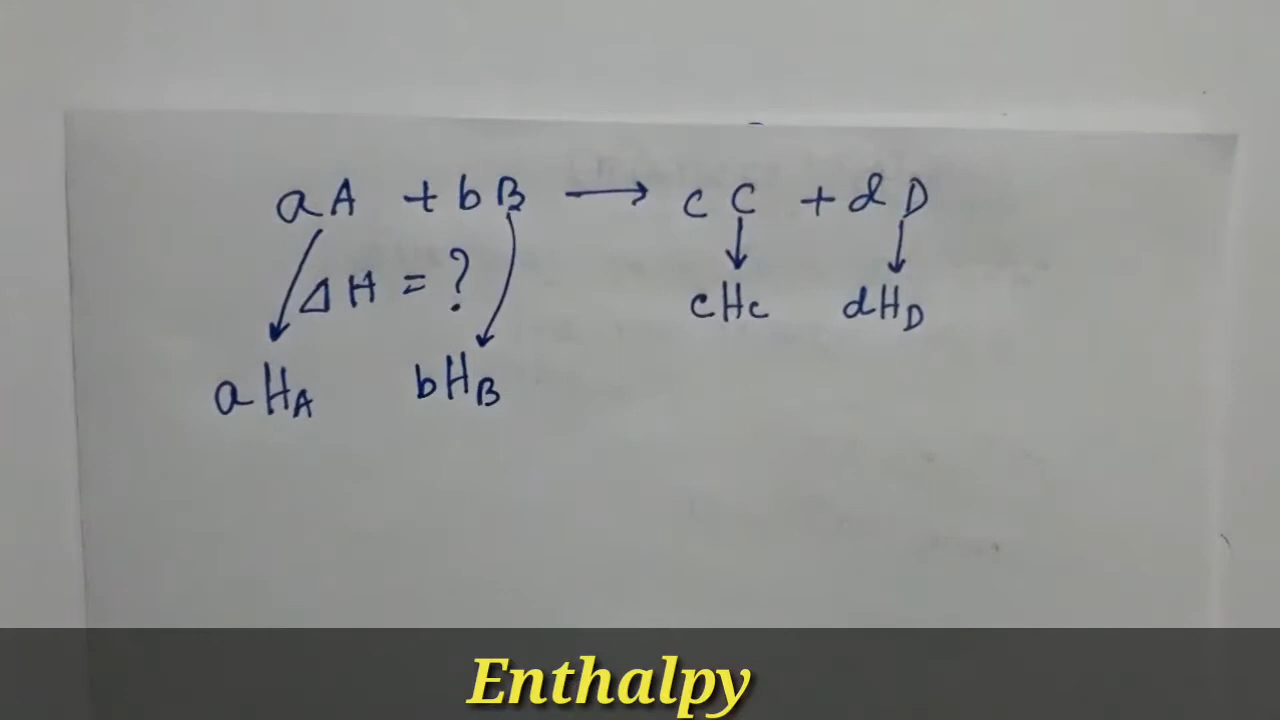 aA + bB → cC + dD
ΔH = ?
cHc dHD
aHA bHB
Enthalpy